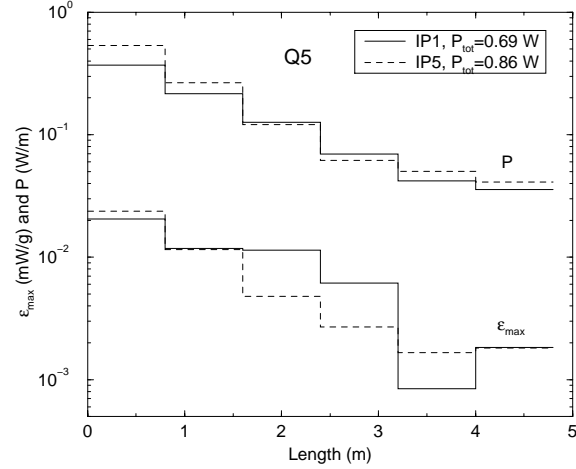 Q5
IP1, P_tot=0.69 W
IP5, P_tot=0.86 W
P
ε_max
ε_max (mW/g) and P (W/m)
10^0
10^−1
10^−2
10^−3
0 1 2 3 4 5
Length (m)